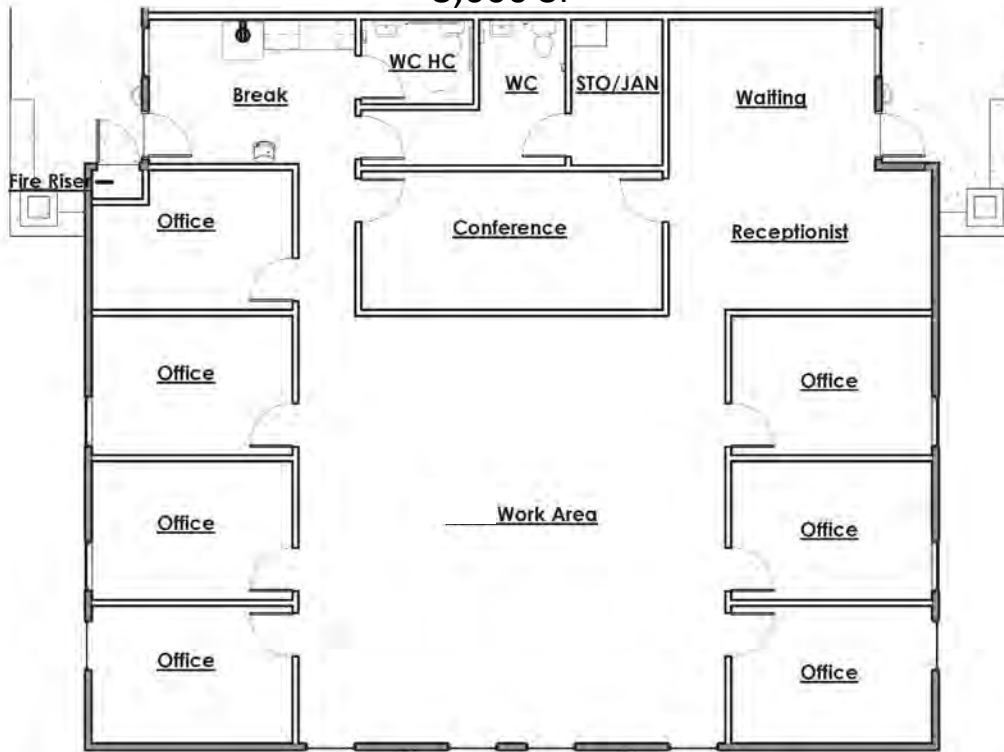 WC HC
Break
WC
STO/JAN
Waiting
Fire Riser
Office
Conference
Receptionist
Office
Office
Office
Work Area
Office
Office
Office